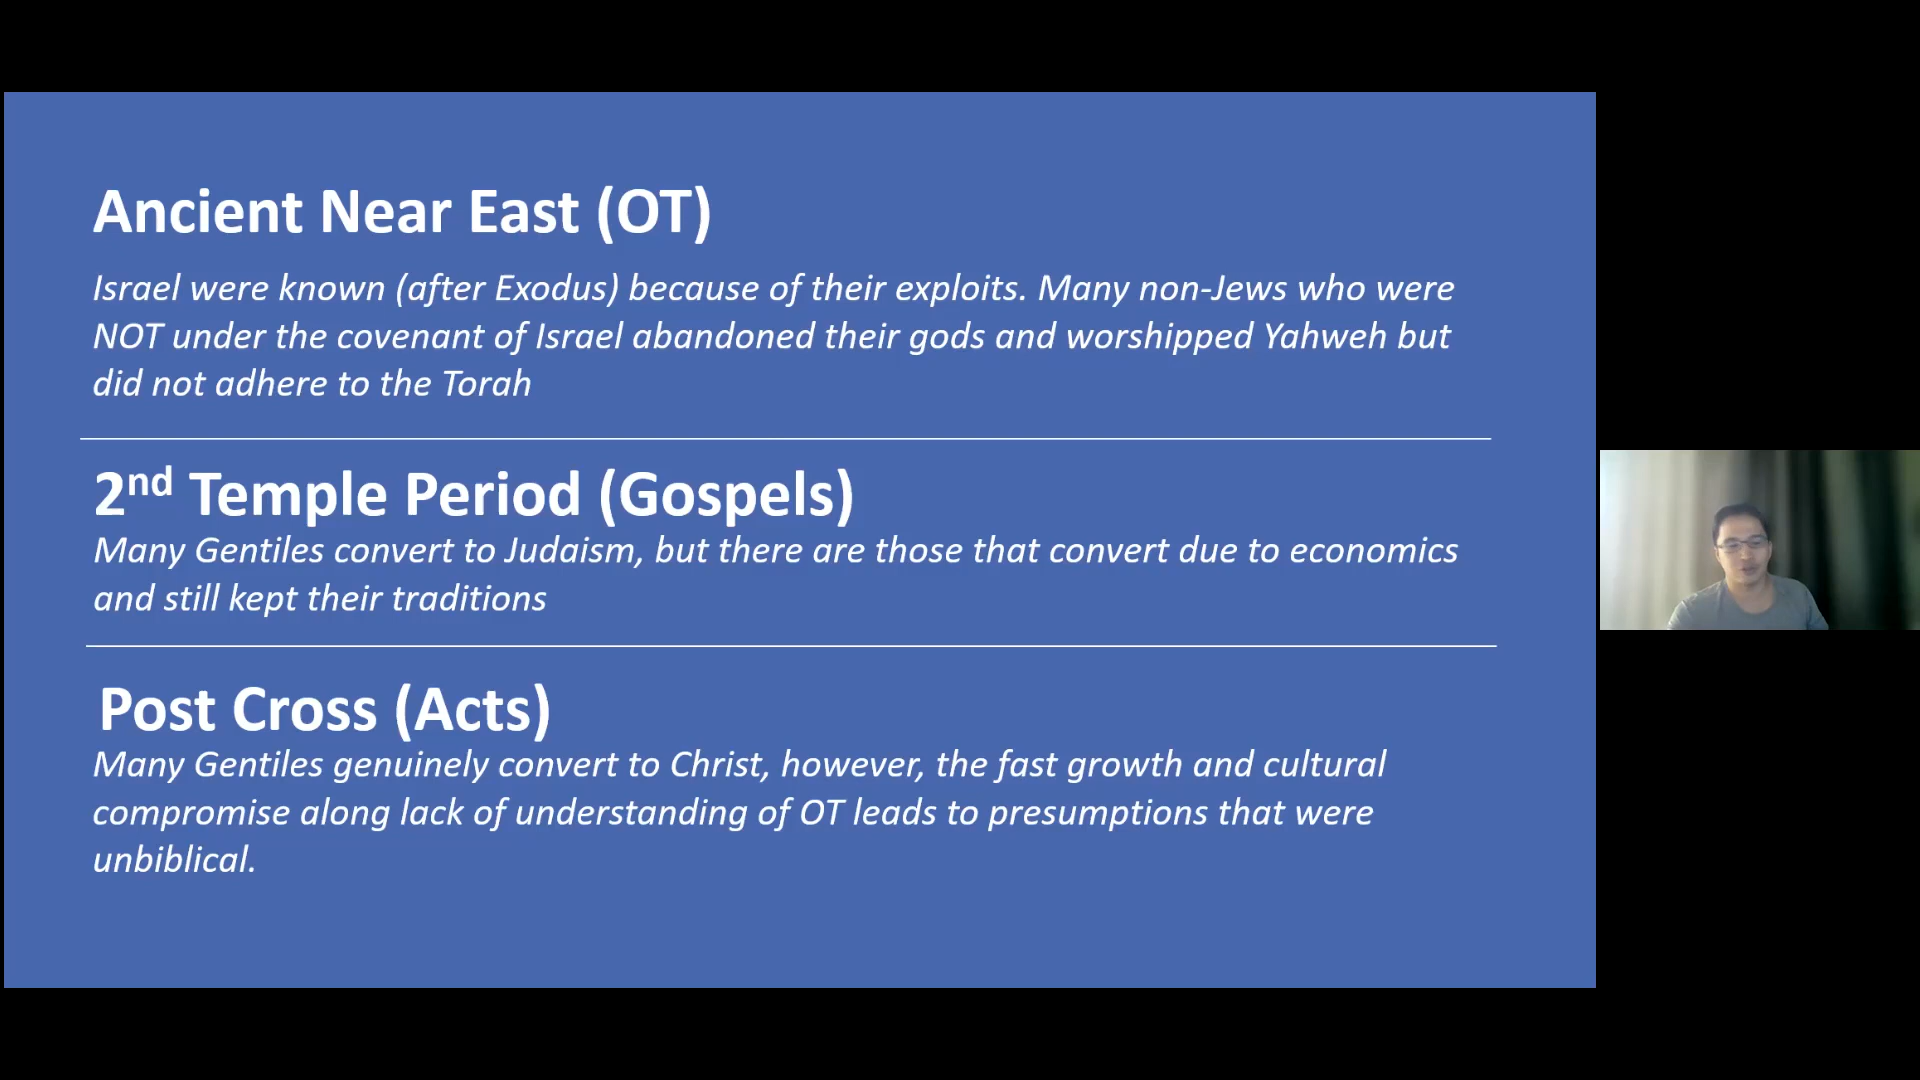 Ancient Near East (OT)
Israel were known (after Exodus) because of their exploits. Many non-Jews who were
NOT under the covenant of Israel abandoned their gods and worshipped Yahweh but
did not adhere to the Torah
2nd Temple Period (Gospels)
Many Gentiles convert to Judaism, but there are those that convert due to economics
and still kept their traditions
Post Cross (Acts)
Many Gentiles genuinely convert to Christ, however, the fast growth and cultural
compromise along lack of understanding of OT leads to presumptions that were
unbiblical.